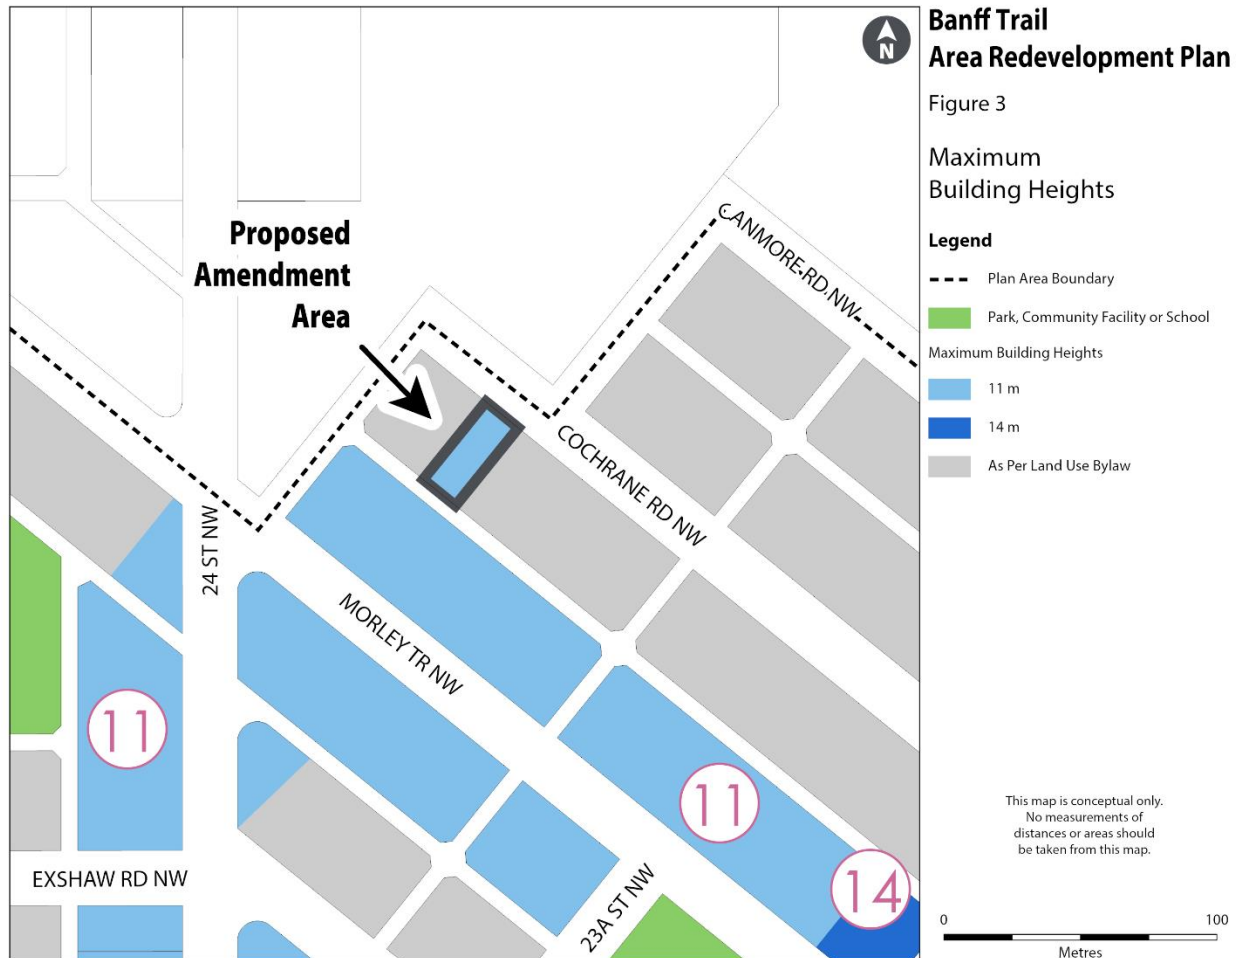 Banff Trail
Area Redevelopment Plan
Figure 3
Maximum
Building Heights
Legend
Plan Area Boundary
Park, Community Facility or School
Maximum Building Heights
11 m
14 m
As Per Land Use Bylaw
This map is conceptual only.
No measurements of
distances or areas should
be taken from this map.
0 100
Metres
N
Proposed
Amendment
Area
CANMORE RD NW
COCHRANE RD NW
24 ST NW
MORLEY TR NW
11
11
14
EXSHAW RD NW
23A ST NW